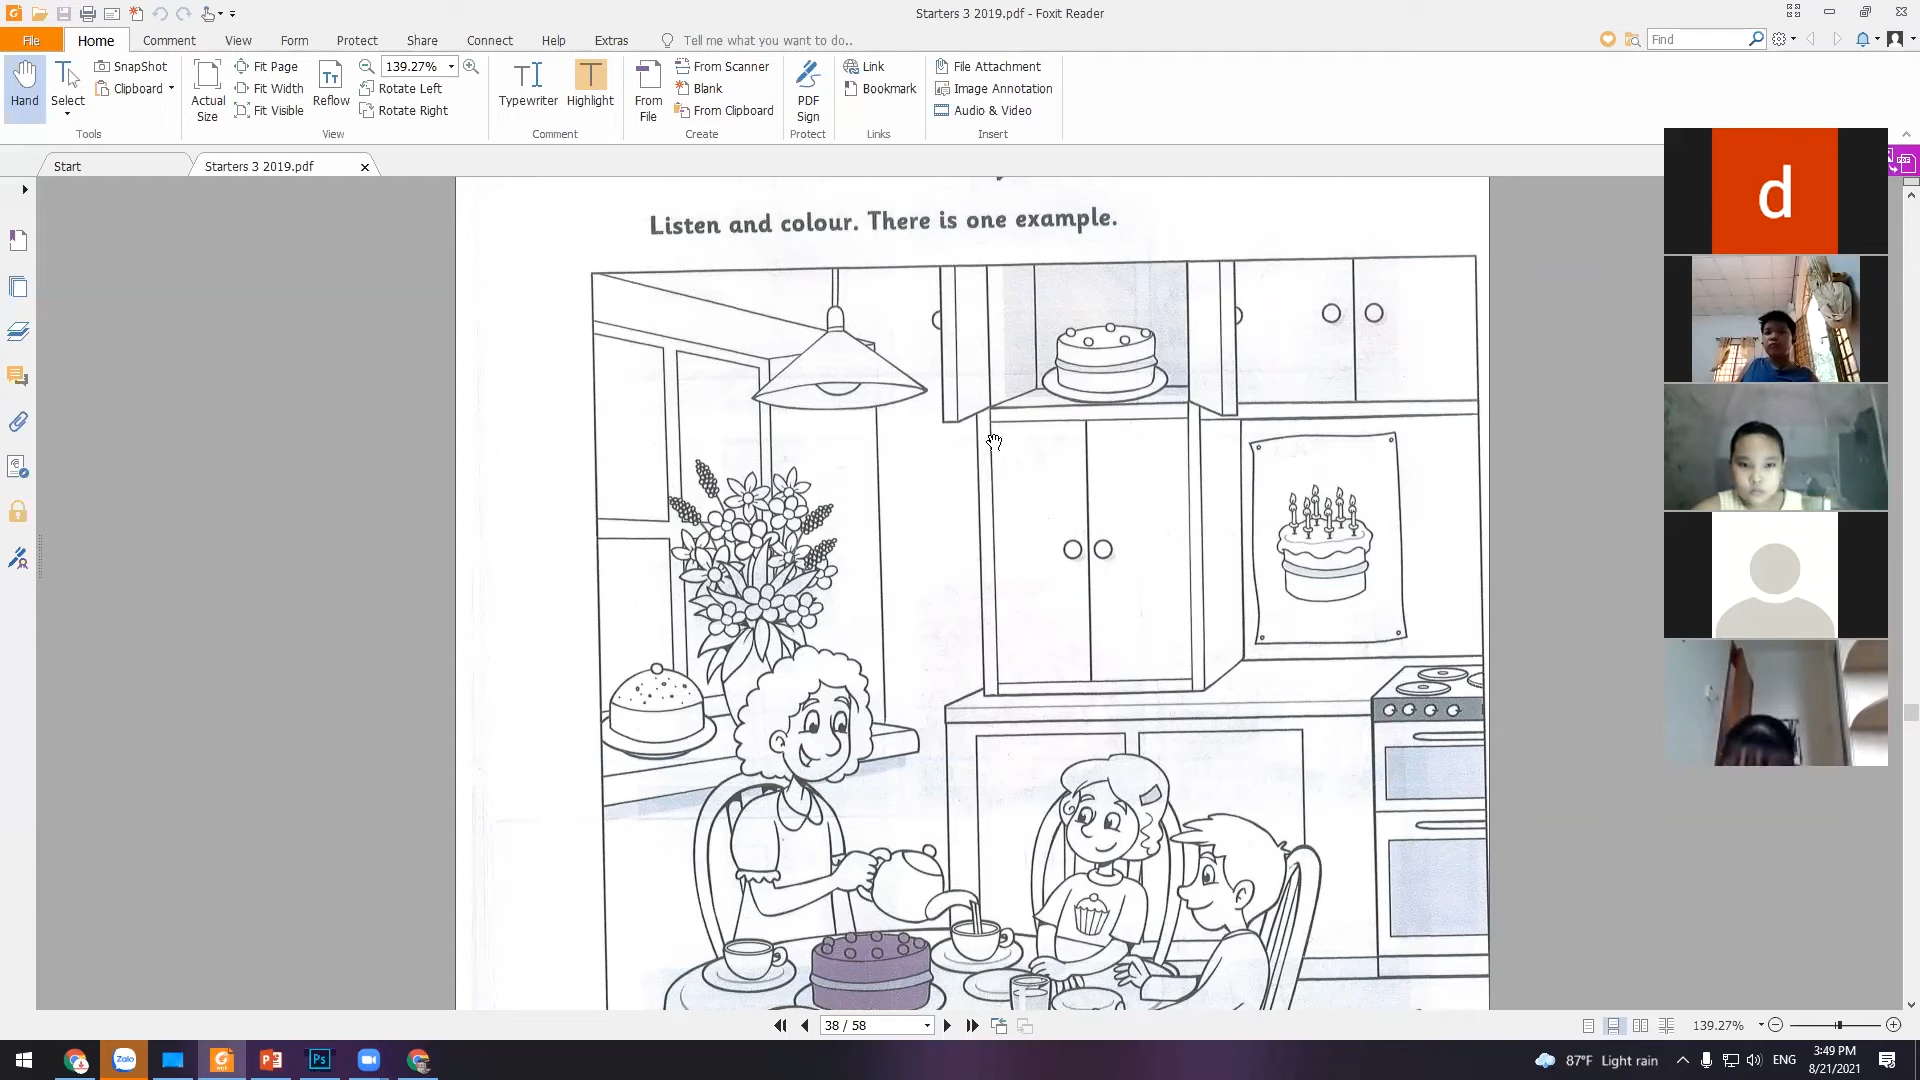 Starters 3 2019.pdf - Foxit Reader
File Home Comment View Form Protect Share Connect Help Extras Tell me what you want to do.. Find
Hand
Select
SnapShot
Clipboard
Tools
Actual Size
Fit Page
Fit Width
Fit Visible
Reflow
139.27%
Rotate Left
Rotate Right
View
Typewriter
Highlight
Comment
From File
From Scanner
Blank
From Clipboard
Create
PDF Sign
Protect
Link
Bookmark
Links
File Attachment
Image Annotation
Audio & Video
Insert
Start Starters 3 2019.pdf
Listen and colour. There is one example.
d
38 / 58
139.27%
Zalo
Ps
87°F Light rain
ENG
3:49 PM
8/21/2021